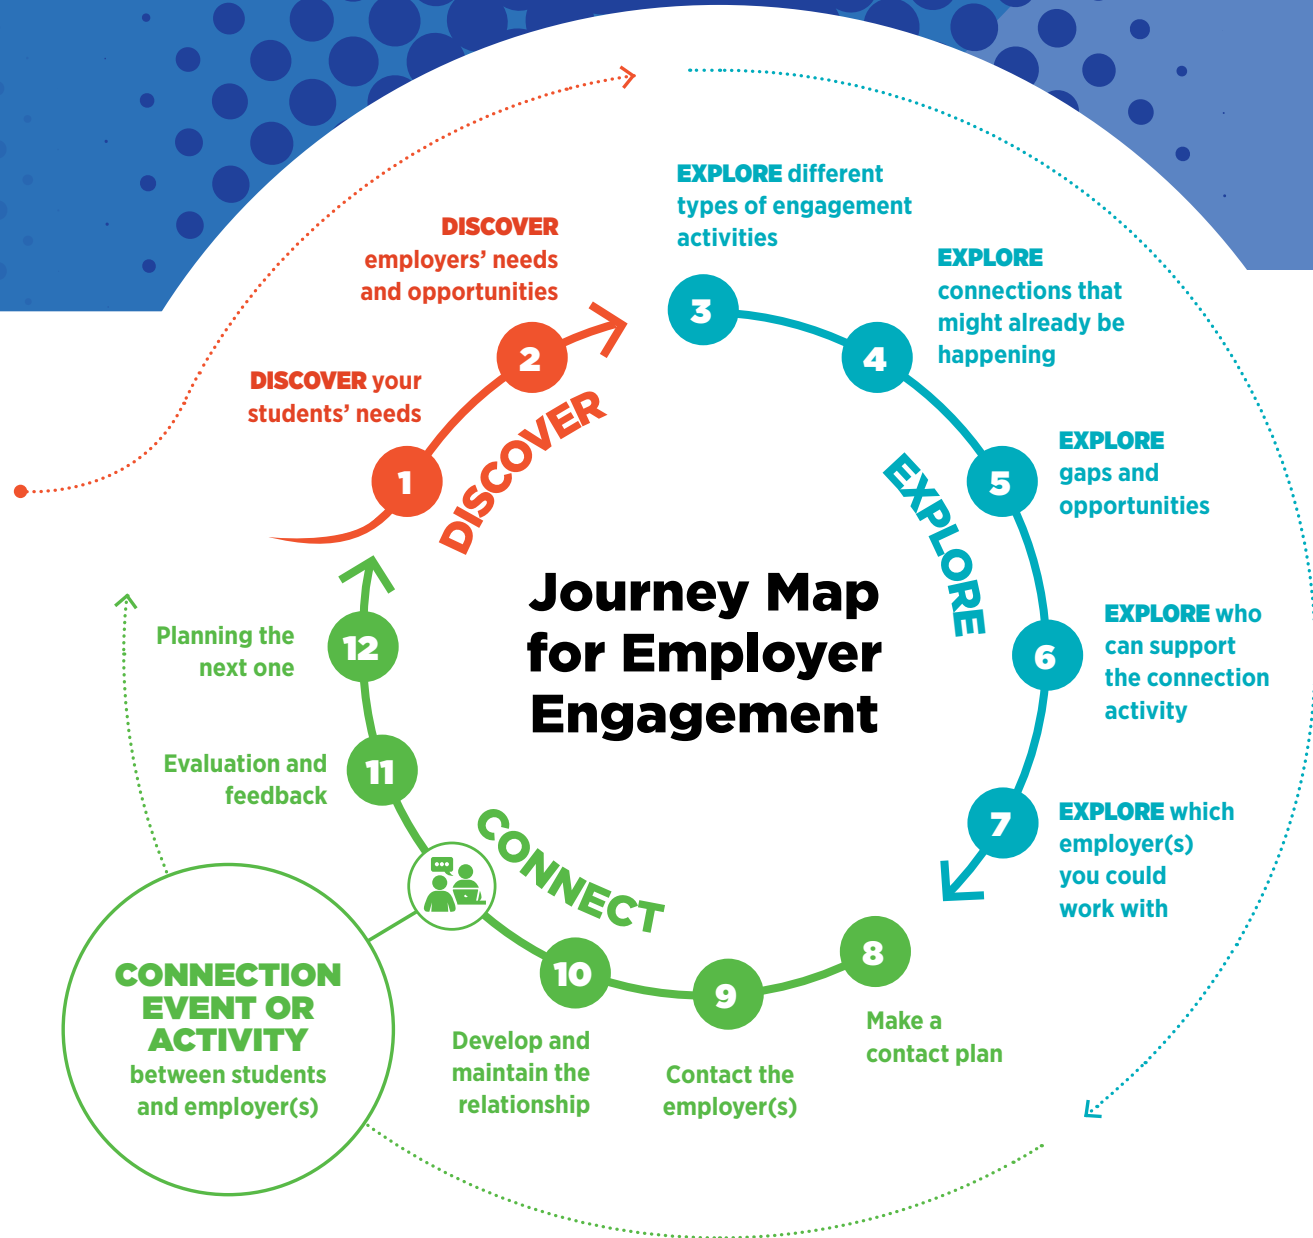 Journey Map
for Employer
Engagement
DISCOVER
1
DISCOVER your
students’ needs
2
DISCOVER
employers’ needs
and opportunities
EXPLORE
3
EXPLORE different
types of engagement
activities
4
EXPLORE
connections that
might already be
happening
5
EXPLORE
gaps and
opportunities
6
EXPLORE who
can support
the connection
activity
7
EXPLORE which
employer(s)
you could
work with
CONNECT
8
Make a
contact plan
9
Contact the
employer(s)
10
Develop and
maintain the
relationship
CONNECTION
EVENT OR
ACTIVITY
between students
and employer(s)
11
Evaluation and
feedback
12
Planning the
next one